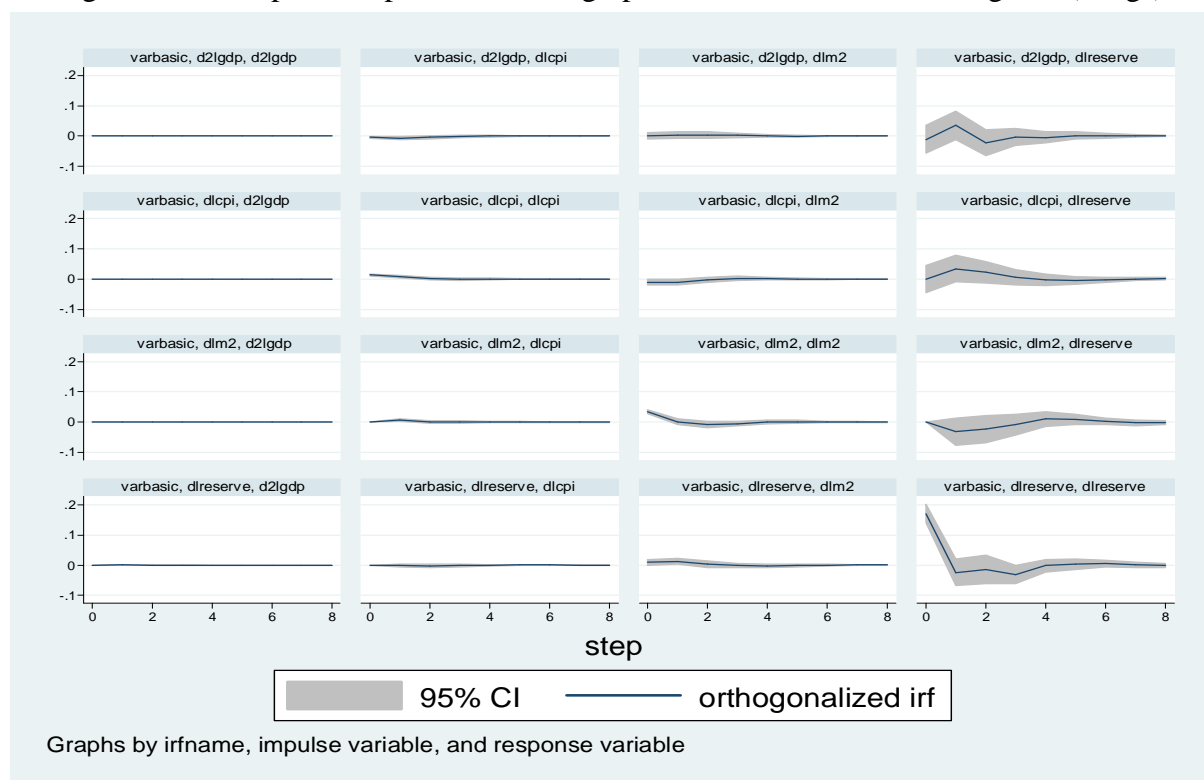 varbasic, d2lgdp, d2lgdp
varbasic, d2lgdp, dlcpi
varbasic, d2lgdp, dlm2
varbasic, d2lgdp, dlreserve
.2
.1
0
-.1
varbasic, dlcpi, d2lgdp
varbasic, dlcpi, dlcpi
varbasic, dlcpi, dlm2
varbasic, dlcpi, dlreserve
.2
.1
0
-.1
varbasic, dlm2, d2lgdp
varbasic, dlm2, dlcpi
varbasic, dlm2, dlm2
varbasic, dlm2, dlreserve
.2
.1
0
-.1
varbasic, dlreserve, d2lgdp
varbasic, dlreserve, dlcpi
varbasic, dlreserve, dlm2
varbasic, dlreserve, dlreserve
.2
.1
0
-.1
0 2 4 6 8
0 2 4 6 8
0 2 4 6 8
0 2 4 6 8
step
95% CI
orthogonalized irf
Graphs by irfname, impulse variable, and response variable